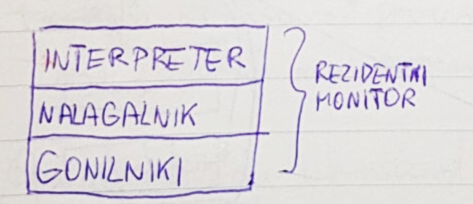 INTERPRETER
NALAGALNIK
GONILNIKI
REZIDENTNI
MONITOR